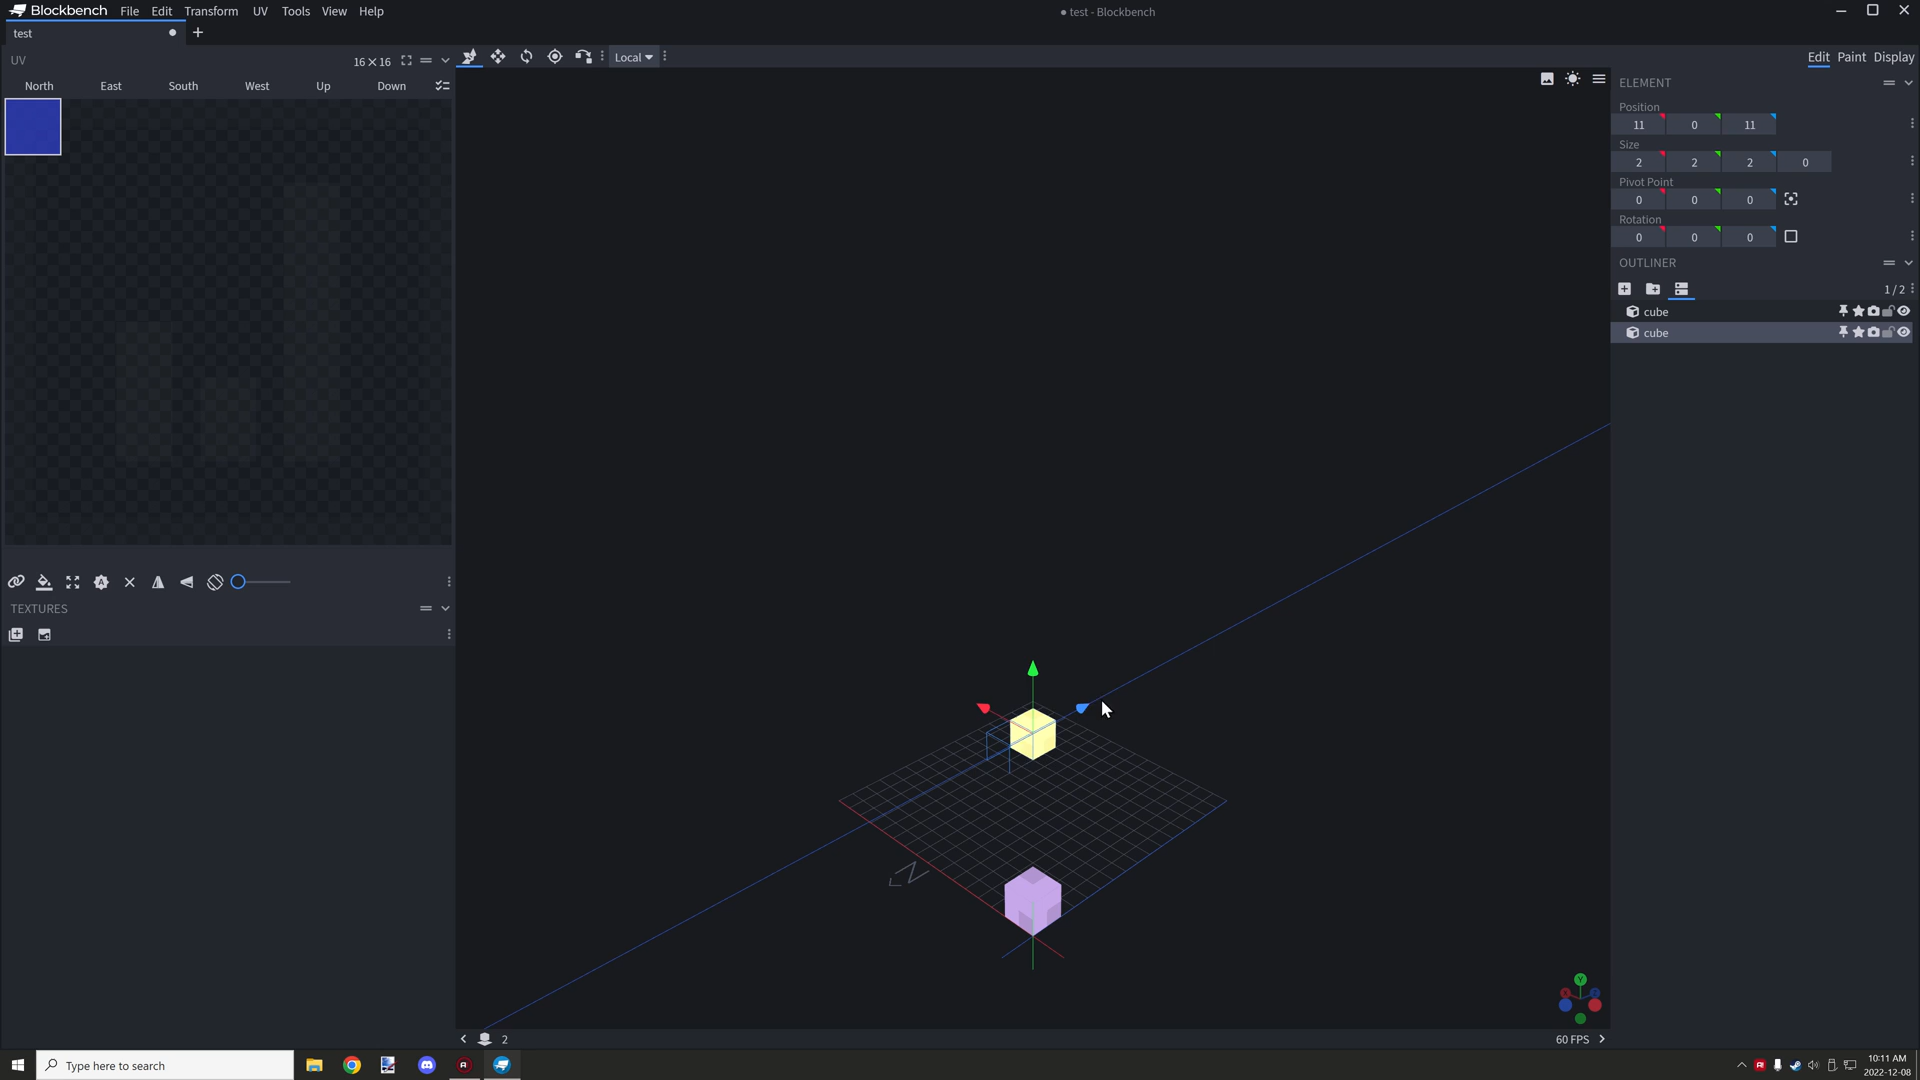 Blockbench File Edit Transform UV Tools View Help
● test - Blockbench
test
UV 16×16
Local
Edit Paint Display
North East South West Up Down
ELEMENT
Position
11 0 11
Size
2 2 2 0
Pivot Point
0 0 0
Rotation
0 0 0
OUTLINER
1 / 2
cube
cube
TEXTURES
N
Y
X
Z
2
60 FPS
Type here to search
10:11 AM
2022-12-08